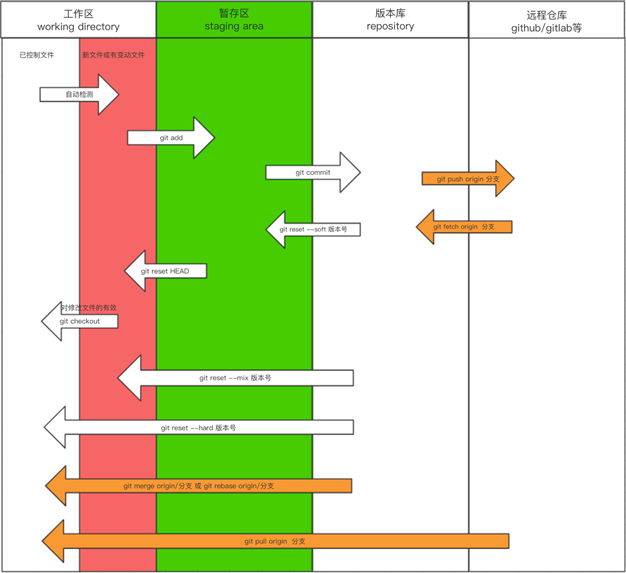 工作区
working directory
暂存区
staging area
版本库
repository
远程仓库
github/gitlab等
已控制文件
新文件或有变动文件
自动检测
git add
git commit
git push origin 分支
git reset --soft 版本号
git fetch origin 分支
git reset HEAD
对修改文件的有效
git checkout
git reset --mix 版本号
git reset --hard 版本号
git merge origin/分支 或 git rebase origin/分支
git pull origin 分支